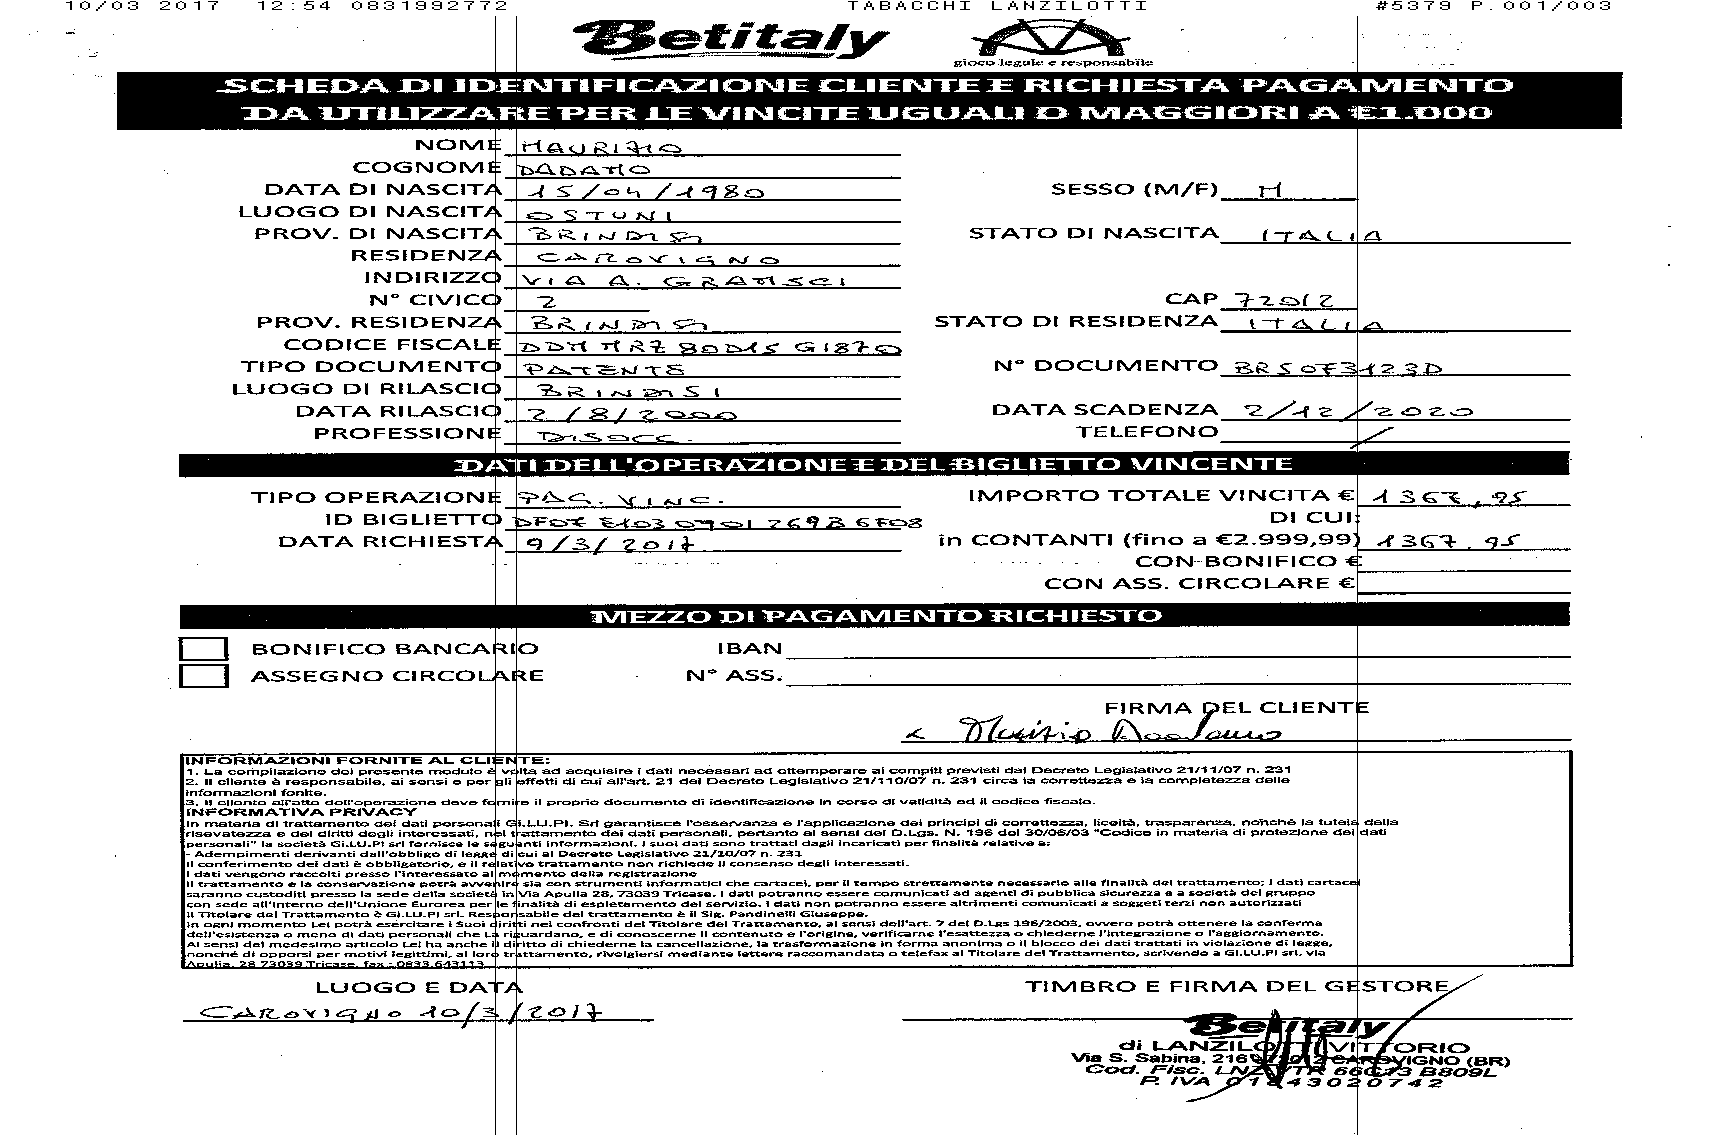 10/03 2017 12:54 0831992772 TABACCHI LANZILOTTI #5379 P.001/003
Betitaly
gioco legale e responsabile
SCHEDA DI IDENTIFICAZIONE CLIENTE E RICHIESTA PAGAMENTO
DA UTILIZZARE PER LE VINCITE UGUALI O MAGGIORI A €1.000
NOME MAURIZIO
COGNOME DADAMO
DATA DI NASCITA 15/04/1980 SESSO (M/F) M
LUOGO DI NASCITA OSTUNI
PROV. DI NASCITA BRINDISI STATO DI NASCITA ITALIA
RESIDENZA CAROVIGNO
INDIRIZZO VIA A. GRAMSCI
N° CIVICO 2 CAP 72012
PROV. RESIDENZA BRINDISI STATO DI RESIDENZA ITALIA
CODICE FISCALE DDMMRZ80D15G187O
TIPO DOCUMENTO PATENTE N° DOCUMENTO BR5073123D
LUOGO DI RILASCIO BRINDISI
DATA RILASCIO 2/8/2000 DATA SCADENZA 2/12/2020
PROFESSIONE DISOCC. TELEFONO /
DATI DELL'OPERAZIONE E DEL BIGLIETTO VINCENTE
TIPO OPERAZIONE PAG. VINC. IMPORTO TOTALE VINCITA € 1367,95
ID BIGLIETTO DF07E1030901269B6F08 DI CUI:
DATA RICHIESTA 9/3/2017 in CONTANTI (fino a €2.999,99) 1367.95
CON BONIFICO €
CON ASS. CIRCOLARE €
MEZZO DI PAGAMENTO RICHIESTO
BONIFICO BANCARIO IBAN
ASSEGNO CIRCOLARE N° ASS.
FIRMA DEL CLIENTE
Maurizio Dadamo
INFORMAZIONI FORNITE AL CLIENTE:
1. La compilazione del presente modulo è volta ad acquisire i dati necessari ad ottemperare ai compiti previsti dal Decreto Legislativo 21/11/07 n. 231
2. Il cliente è responsabile, ai sensi e per gli effetti di cui all'art. 21 del Decreto Legislativo 21/110/07 n. 231 circa la correttezza e la completezza delle
informazioni fonite.
3. Il cliente all'atto dell'operazione deve fornire il proprio documento di identificazione in corso di validità ed il codice fiscale.
INFORMATIVA PRIVACY
In materia di trattamento dei dati personali Gi.LU.PI. Srl garantisce l'osservanza e l'applicazione dei principi di correttezza, liceità, trasparenza, nonchè la tutela della
risevatezza e dei diritti degli interessati, nel trattamento dei dati personali, pertanto ai sensi del D.Lgs. N. 196 del 30/06/03 "Codice in materia di protezione dei dati
personali" la società Gi.LU.PI srl fornisce le seguanti informazioni. I suoi dati sono trattati dagli incaricati per finalità relative a:
- Adempimenti derivanti dall'obbligo di legge di cui al Decreto Legislativo 21/10/07 n. 231
Il conferimento dei dati è obbligatorio, e il relativo trattamento non richiede il consenso degli interessati.
I dati vengono raccolti presso l'interessato al momento della registrazione
Il trattamento e la conservazione potrà avvenire sia con strumenti informatici che cartacei, per il tempo strettamente necessario alle finalità del trattamento; i dati cartacei
saranno custoditi presso la sede della società in Via Apulia 28, 73039 Tricase. I dati potranno essere comunicati ad agenti di pubblica sicurezza e a società del gruppo
con sede all'interno dell'Unione Eurorea per le finalità di espletamento del servizio. I dati non potranno essere altrimenti comunicati a soggeti terzi non autorizzati
Il Titolare del Trattamento è Gi.LU.PI srl. Responsabile del trattamento è il Sig. Pandinelli Giuseppe.
In ogni momento Lei potrà esercitare i Suoi diritti nei confronti del Titolare del Trattamento, ai sensi dell'art. 7 del D.Lgs 196/2003, ovvero potrà ottenere la conferma
dell'esistenza o meno di dati personali che La riguardano, e di conoscerne il contenuto e l'origine, verificarne l'esattezza o chiederne l'integrazione o l'aggiornamento.
Ai sensi del medesimo articolo Lei ha anche il diritto di chiederne la cancellazione, la trasformazione in forma anonima o il blocco dei dati trattati in violazione di legge,
nonchè di opporsi per motivi legittimi, al loro trattamento, rivolgiersi mediante lettere raccomandata o telefax al Titolare del Trattamento, scrivendo a Gi.LU.PI srl. via
Apulia, 28 73039 Tricase, fax : 0833.643113
LUOGO E DATA TIMBRO E FIRMA DEL GESTORE
CAROVIGNO 10/3/2017
Betitaly
di LANZILOTTI VITTORIO
Via S. Sabina, 216 72012 CAROVIGNO (BR)
Cod. Fisc. LNZ VTR 66C73 B809L
P. IVA 01843020742